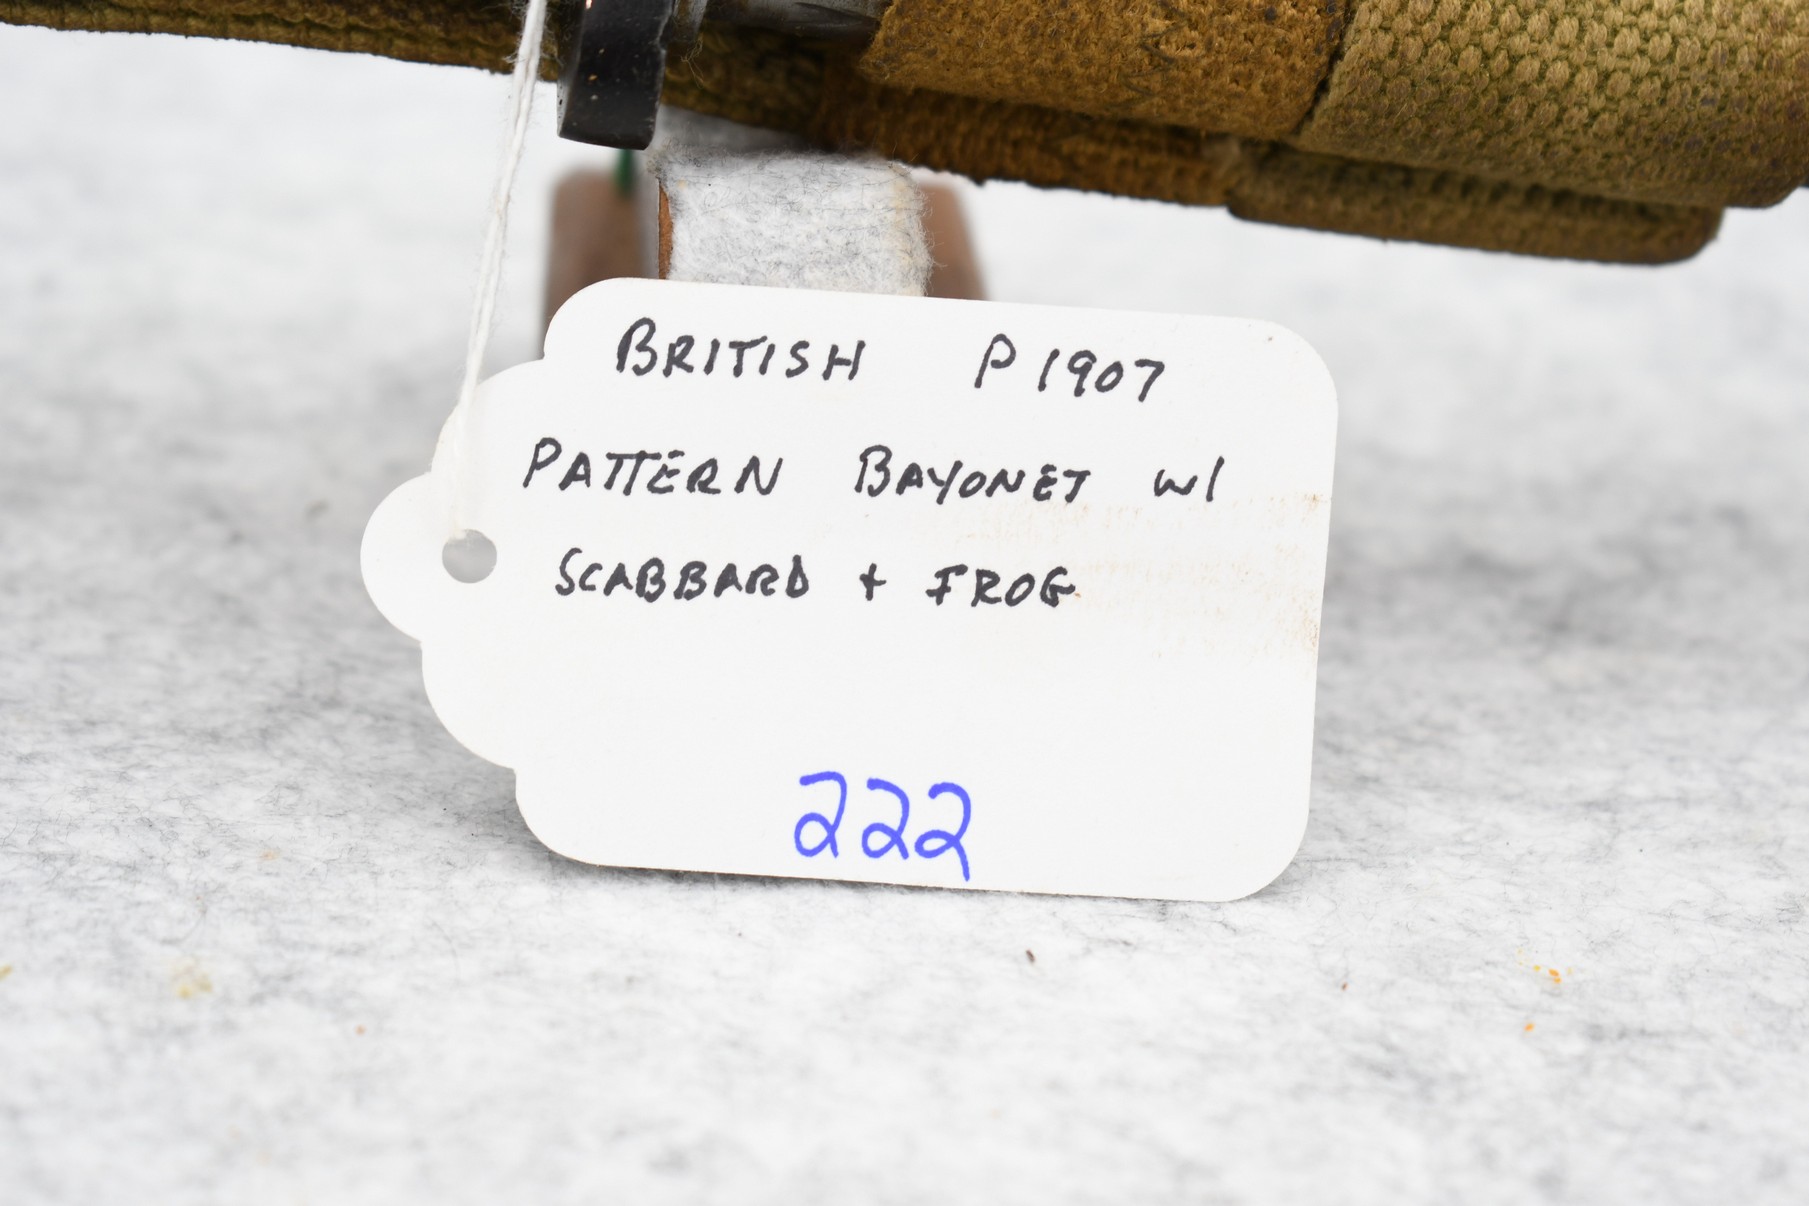 BRITISH P1907
PATTERN BAYONET W/
SCABBARD + FROG
222